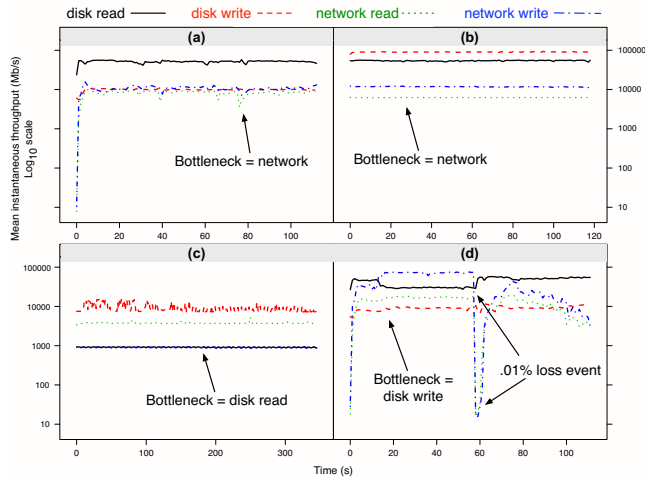 disk read disk write network read network write
Mean instantaneous throughput (Mb/s)
Log10 scale
(a) (b)
100000
10000
1000
100
10
Bottleneck = network
Bottleneck = network
0 20 40 60 80 100
0 20 40 60 80 100 120
(c) (d)
100000
10000
1000
100
10
Bottleneck = disk read
Bottleneck =
disk write
.01% loss event
0 100 200 300
0 20 40 60 80 100
Time (s)